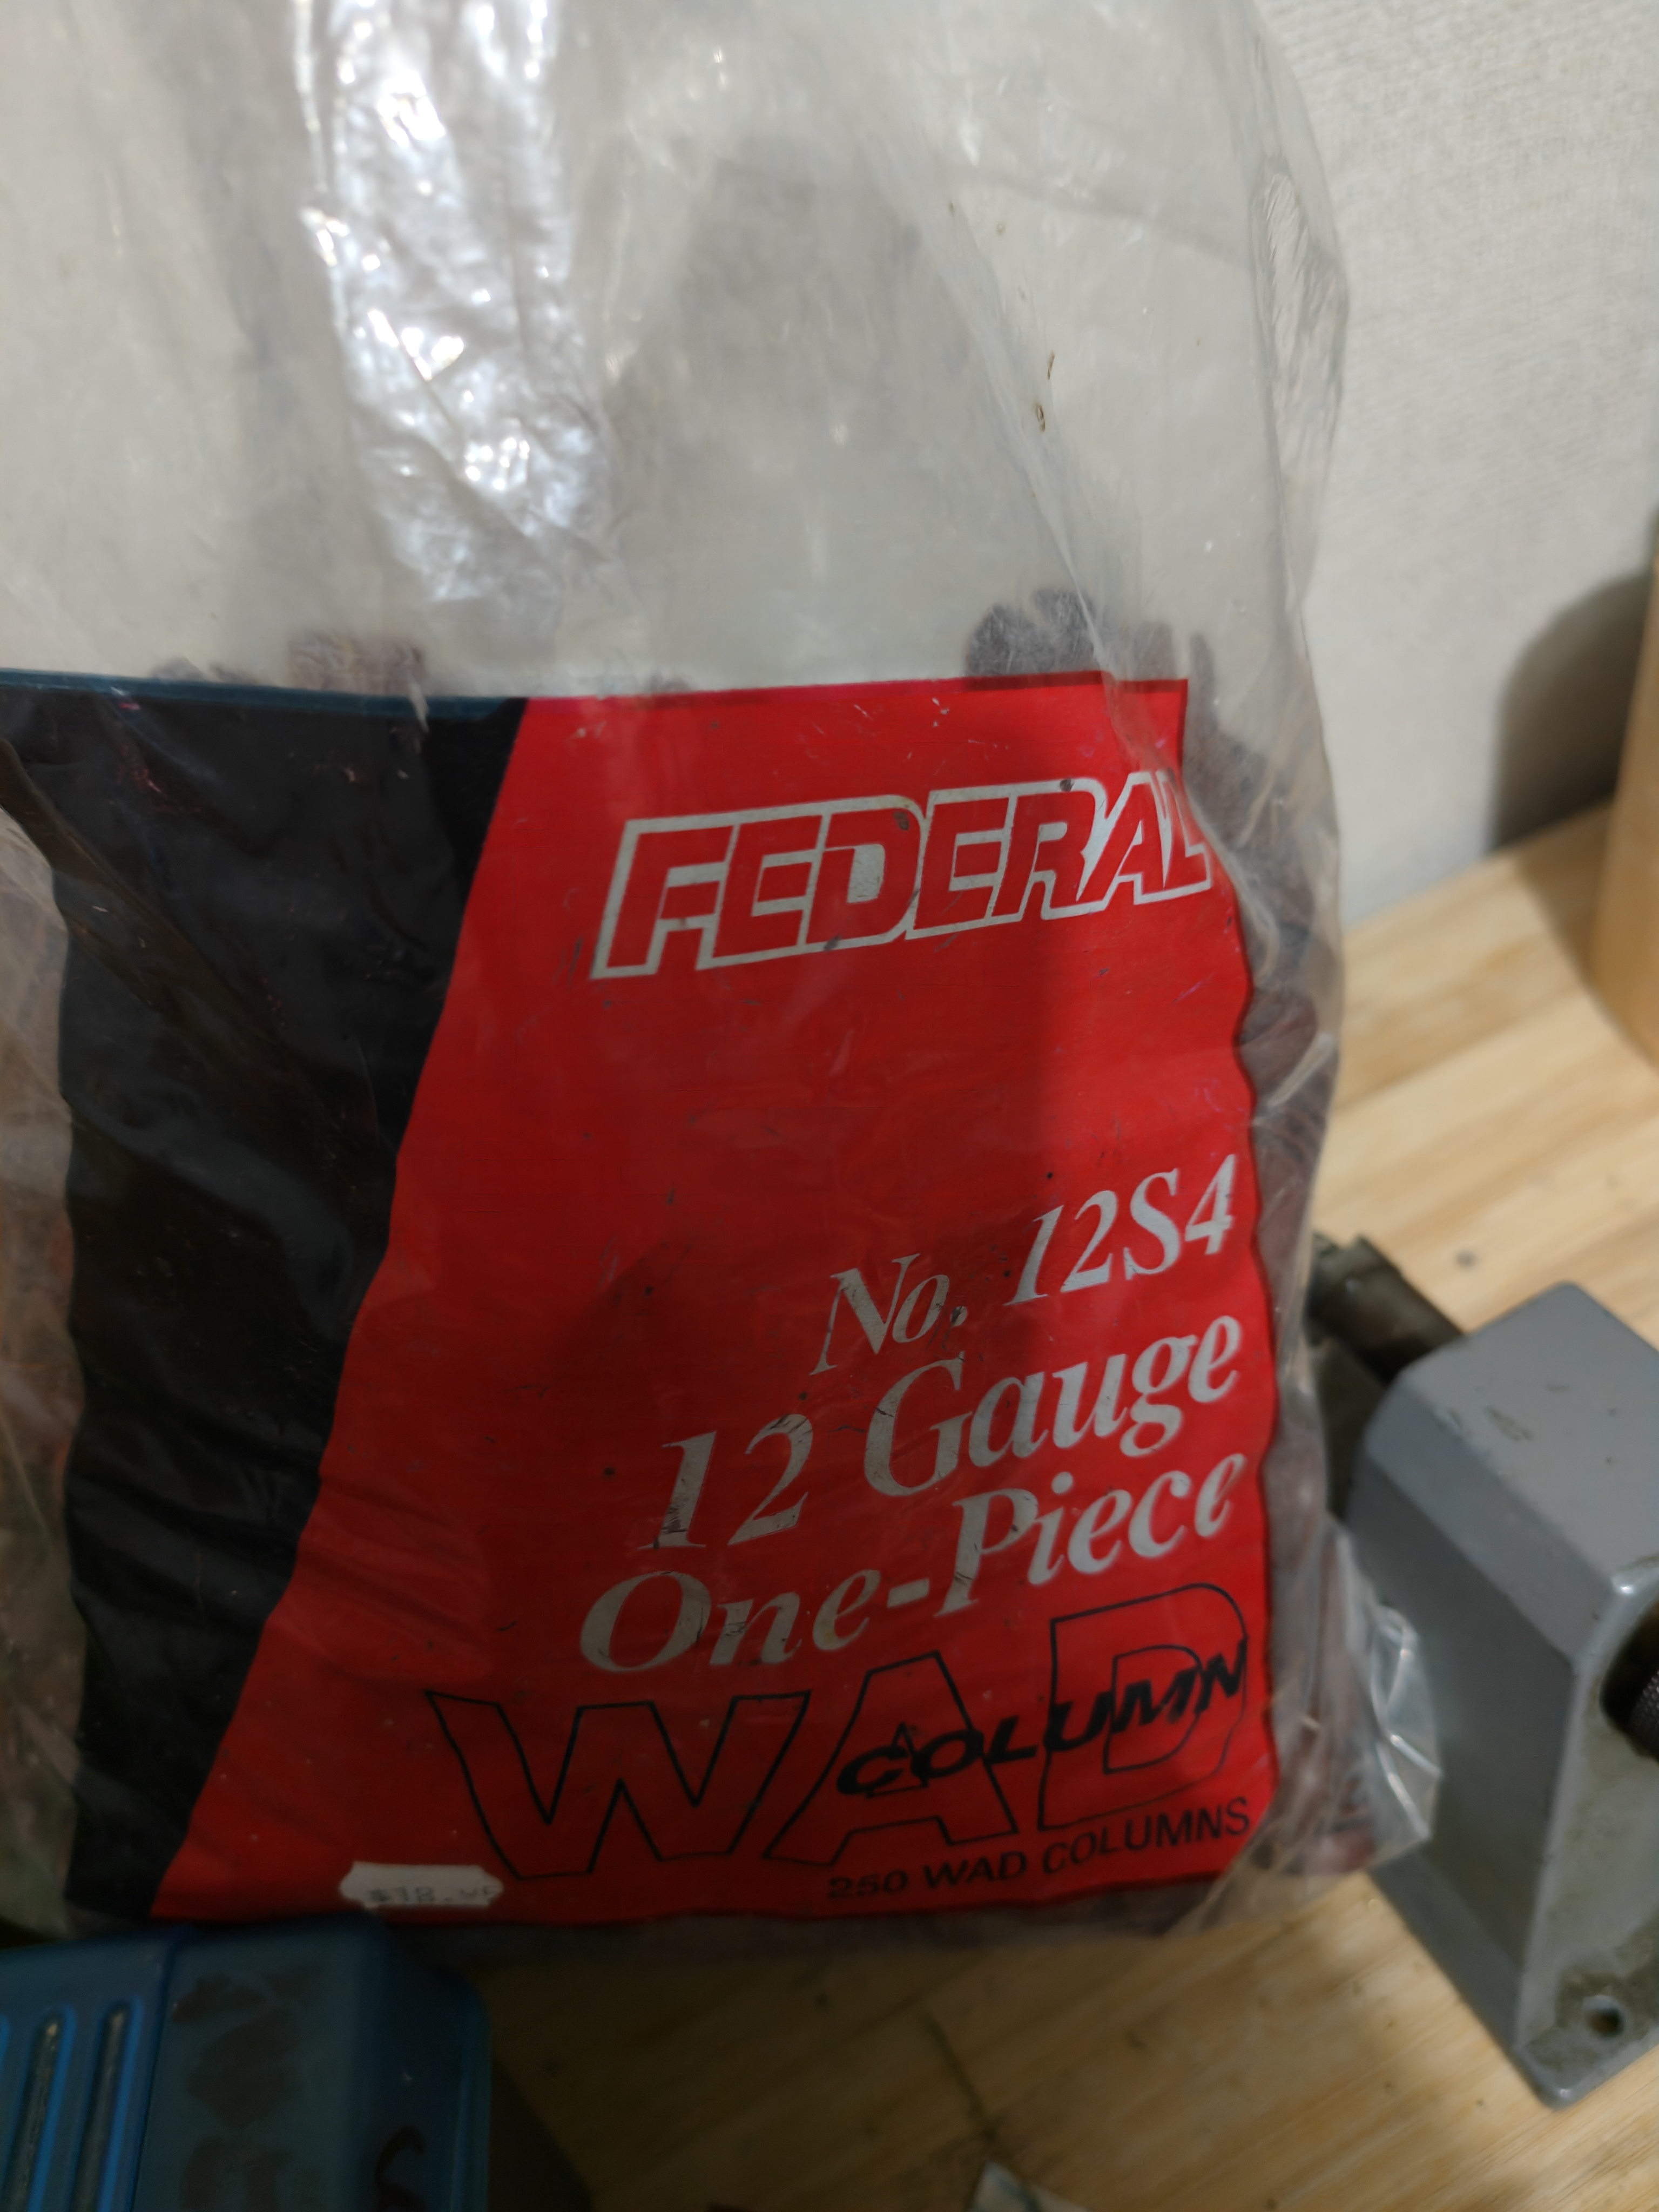 FEDERAL
No. 12S4
12 Gauge
One-Piece
WAD
COLUMN
250 WAD COLUMNS